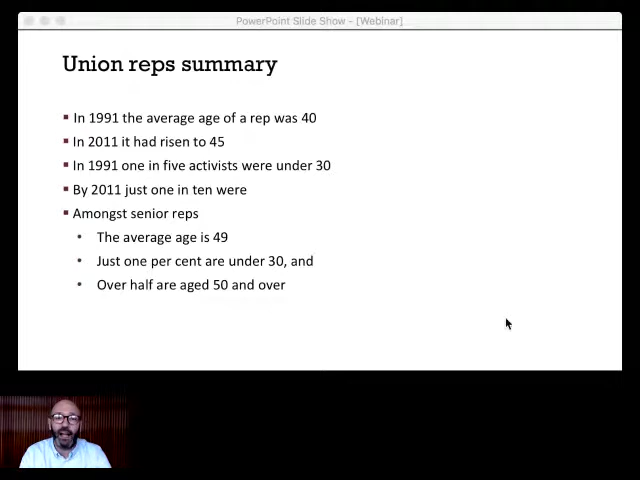 PowerPoint Slide Show - [Webinar]
Union reps summary
▪ In 1991 the average age of a rep was 40
▪ In 2011 it had risen to 45
▪ In 1991 one in five activists were under 30
▪ By 2011 just one in ten were
▪ Amongst senior reps
• The average age is 49
• Just one per cent are under 30, and
• Over half are aged 50 and over